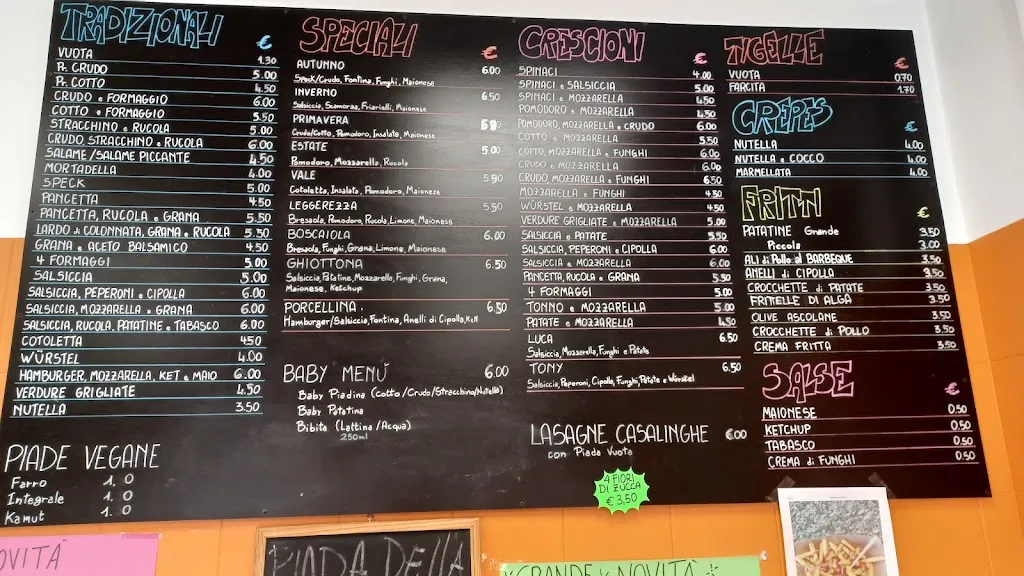 TRADIZIONALI €
VUOTA 1.30
Pr. CRUDO 5.00
Pr. COTTO 4.50
CRUDO e FORMAGGIO 6.00
COTTO e FORMAGGIO 5.50
STRACCHINO e RUCOLA 5.00
CRUDO STRACCHINO e RUCOLA 6.00
SALAME/SALAME PICCANTE 4.50
MORTADELLA 4.00
SPECK 5.00
PANCETTA 4.50
PANCETTA, RUCOLA e GRANA 5.50
LARDO di COLONNATA, GRANA e RUCOLA 5.50
GRANA e ACETO BALSAMICO 4.50
4 FORMAGGI 5.00
SALSICCIA 5.00
SALSICCIA, PEPERONI e CIPOLLA 6.00
SALSICCIA, MOZZARELLA e GRANA 6.00
SALSICCIA, RUCOLA, PATATINE e TABASCO 6.00
COTOLETTA 4.50
WÜRSTEL 4.00
HAMBURGER, MOZZARELLA, KET e MAIO 6.00
VERDURE GRIGLIATE 4.50
NUTELLA 3.50
PIADE VEGANE
Farro 1. 0
Integrale 1. 0
Kamut 1. 0
SPECIALI €
AUTUNNO 6.00
Speck/Crudo, Fontina, Funghi, Maionese
INVERNO 6.50
Salsiccia, Scamorza, Friarielli, Maionese
PRIMAVERA
Crudo/Cotto, Pomodoro, Insalata, Maionese
ESTATE 5.00
Pomodoro, Mozzarella, Rucola
VALE 5.50
Cotoletta, Insalata, Pomodoro, Maionese
LEGGEREZZA 5.50
Bresaola, Pomodoro, Rucola, Limone, Maionese
BOSCAIOLA 6.00
Bresaola, Funghi, Grana, Limone, Maionese
GHIOTTONA 6.50
Salsiccia, Patatine, Mozzarella, Funghi, Grana,
Maionese, Ketchup
PORCELLINA 6.50
Hamburger/Salsiccia, Fontina, Anelli di Cipolla, Ket
BABY MENÙ 6.00
Baby Piadina (Cotto/Crudo/Stracchino/Nutella)
Baby Patatina
Bibita (Lattina/Acqua)
250ml
CRESCIONI €
SPINACI 4.00
SPINACI e SALSICCIA 5.00
SPINACI e MOZZARELLA 4.50
POMODORO e MOZZARELLA 4.50
POMODORO, MOZZARELLA e CRUDO 6.00
COTTO e MOZZARELLA 5.50
COTTO, MOZZARELLA e FUNGHI 6.00
CRUDO e MOZZARELLA 6.00
CRUDO, MOZZARELLA e FUNGHI 6.50
MOZZARELLA e FUNGHI 4.50
WÜRSTEL e MOZZARELLA 4.50
VERDURE GRIGLIATE e MOZZARELLA 5.00
SALSICCIA e PATATE 5.50
SALSICCIA, PEPERONI e CIPOLLA 6.00
SALSICCIA e MOZZARELLA 6.00
PANCETTA, RUCOLA e GRANA 5.50
4 FORMAGGI 5.00
TONNO e MOZZARELLA 5.00
PATATE e MOZZARELLA 4.50
LUCA 6.50
Salsiccia, Mozzarella, Funghi e Patate
TONY 6.50
Salsiccia, Peperoni, Cipolla, Funghi, Patate e Würstel
LASAGNE CASALINGHE €.00
con Piada Vuota
4 FIORI
DI ZUCCA
€ 3,50
TIGELLE €
VUOTA 0.70
FARCITA 1.70
CREPES €
NUTELLA 4.00
NUTELLA e COCCO 4.00
MARMELLATA 4.00
FRITTI €
PATATINE Grande 3.50
Piccola 3.00
ALI di Pollo al BARBEQUE 3.50
ANELLI di CIPOLLA 3.50
CROCCHETTE di PATATE 3.50
FRITTELLE DI ALGA 3.50
OLIVE ASCOLANE 3.50
CROCCHETTE di POLLO 3.50
CREMA FRITTA 3.50
SALSE €
MAIONESE 0.50
KETCHUP 0.50
TABASCO 0.50
CREMA di FUNGHI 0.50
OVITÀ
PIADA DELLA
GRANDE NOVITÀ